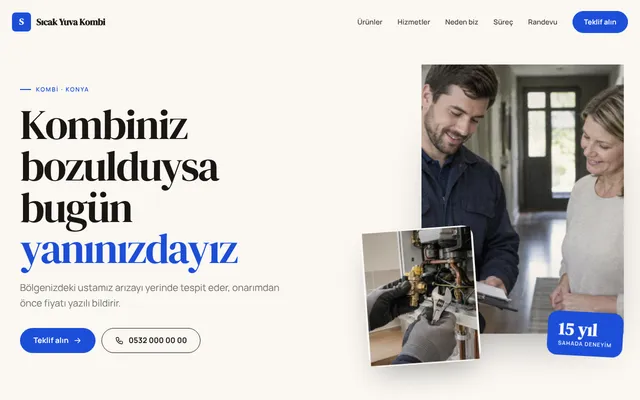 S Sıcak Yuva Kombi
Ürünler Hizmetler Neden biz Süreç Randevu Teklif alın
KOMBİ · KONYA
Kombiniz
bozulduysa
bugün
yanınızdayız
Bölgenizdeki ustamız arızayı yerinde tespit eder, onarımdan
önce fiyatı yazılı bildirir.
Teklif alın → 0532 000 00 00
15 yıl
SAHADA DENEYİM